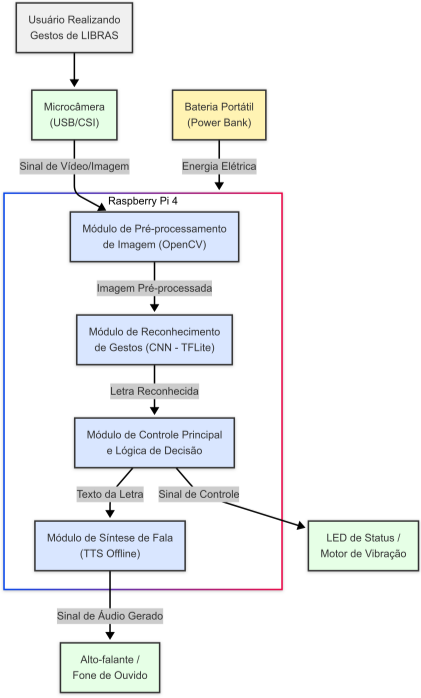 Usuário Realizando
Gestos de LIBRAS
Microcâmera
(USB/CSI)
Bateria Portátil
(Power Bank)
Sinal de Vídeo/Imagem
Energia Elétrica
Raspberry Pi 4
Módulo de Pré-processamento
de Imagem (OpenCV)
Imagem Pré-processada
Módulo de Reconhecimento
de Gestos (CNN - TFLite)
Letra Reconhecida
Módulo de Controle Principal
e Lógica de Decisão
Texto da Letra
Sinal de Controle
Módulo de Síntese de Fala
(TTS Offline)
LED de Status /
Motor de Vibração
Sinal de Áudio Gerado
Alto-falante /
Fone de Ouvido